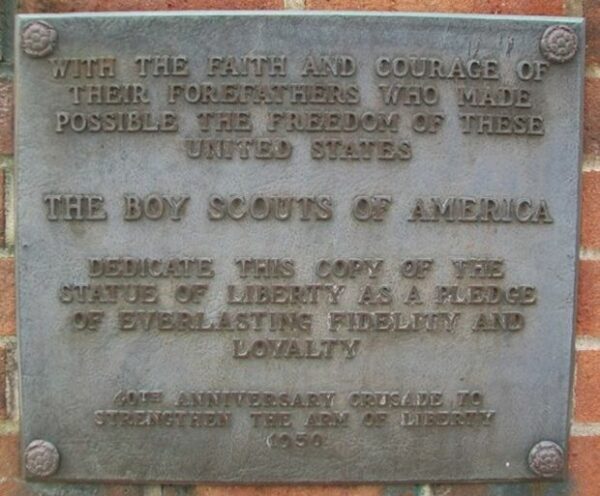 WITH THE FAITH AND COURAGE OF
THEIR FOREFATHERS WHO MADE
POSSIBLE THE FREEDOM OF THESE
UNITED STATES
THE BOY SCOUTS OF AMERICA
DEDICATE THIS COPY OF THE
STATUE OF LIBERTY AS A PLEDGE
OF EVERLASTING FIDELITY AND
LOYALTY
40TH ANNIVERSARY CRUSADE TO
STRENGTHEN THE ARM OF LIBERTY
1950